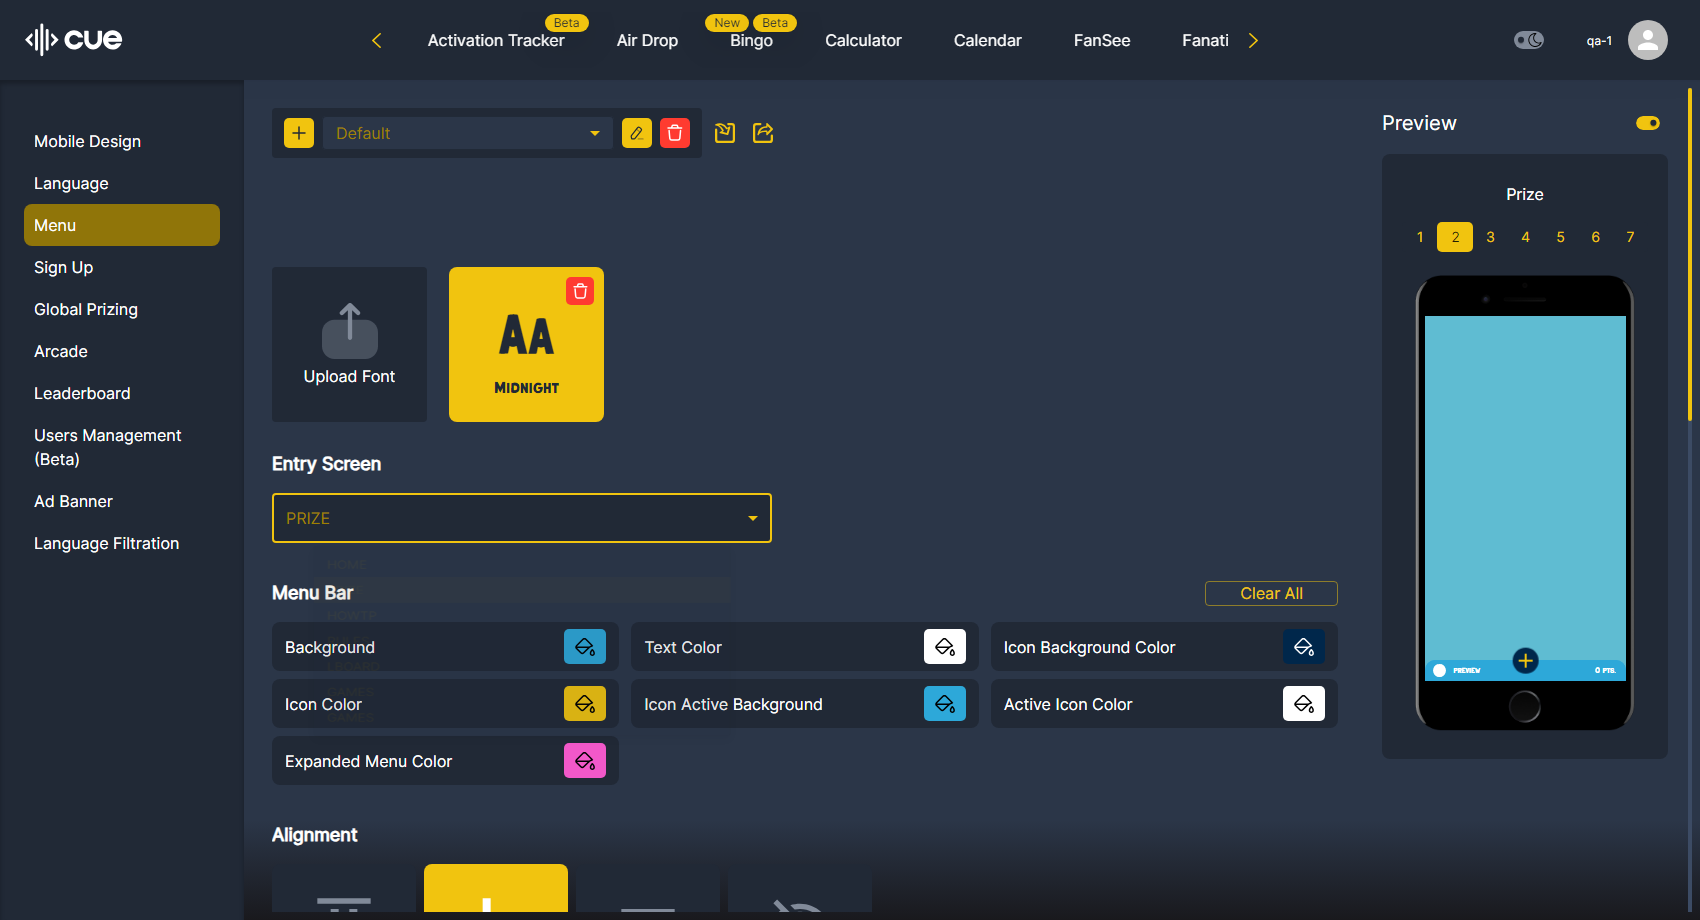 cue
Activation Tracker
Beta
Air Drop
New
Beta
Bingo
Calculator
Calendar
FanSee
Fanati
qa-1
Mobile Design
Language
Menu
Sign Up
Global Prizing
Arcade
Leaderboard
Users Management
(Beta)
Ad Banner
Language Filtration
Default
Upload Font
AA
MIDNIGHT
Entry Screen
PRIZE
HOME
Menu Bar
Clear All
Background
Text Color
Icon Background Color
Icon Color
Icon Active Background
Active Icon Color
Expanded Menu Color
Alignment
Preview
Prize
1 2 3 4 5 6 7
PREVIEW
0 PTS.